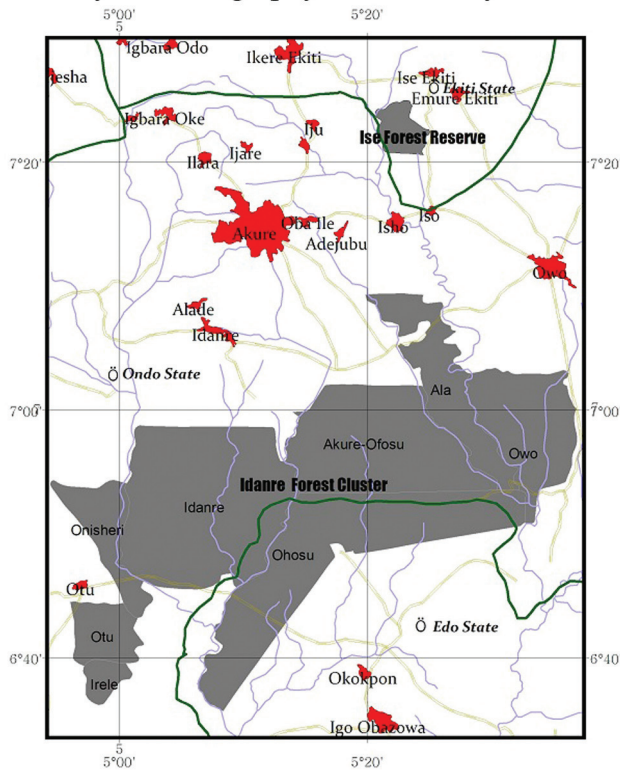 5
5°00'
5°20'
Igbara Odo
Ikere Ekiti
Ise Ekiti
Ekiti State
jesha
Emure Ekiti
Igbara Oke
Iju
Ise Forest Reserve
Ijare
Ilara
7°20'
7°20
Oba Ile
Iso
Akure
Isho
Adejubu
Owo
Alade
Idanre
Ö Ondo State
Ala
7°00'
7°00
Akure-Ofosu
Owo
Idanre Forest Cluster
Idanre
Onisheri
Ohosu
Otu
Ö Edo State
Otu
6°40'
6°40
Okokpon
Irele
Igo Obazowa
5
5°00'
5°20'